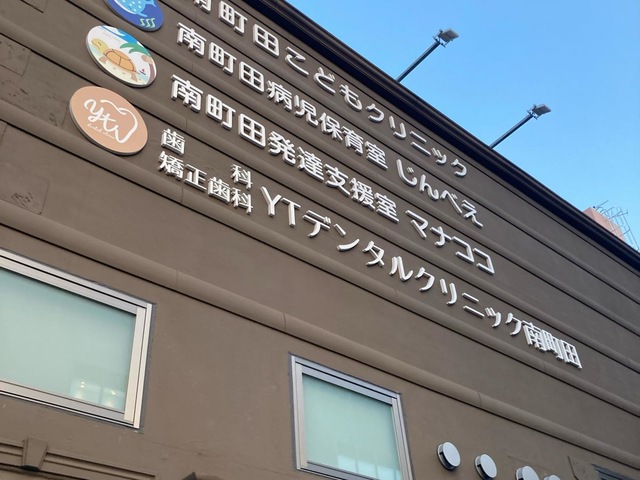 南町田こどもクリニック
南町田病児保育室 じんべえ
南町田発達支援室 マナココ
歯科
矯正歯科 YTデンタルクリニック南町田
ytw